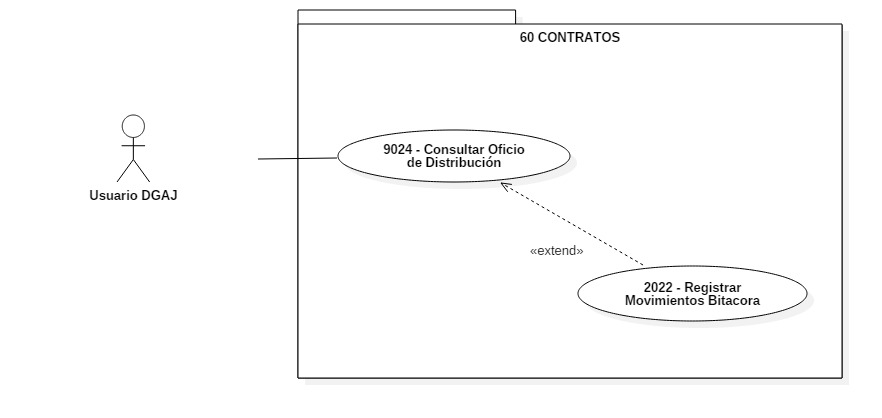 60 CONTRATOS
9024 - Consultar Oficio
de Distribución
Usuario DGAJ
«extend»
2022 - Registrar
Movimientos Bitacora